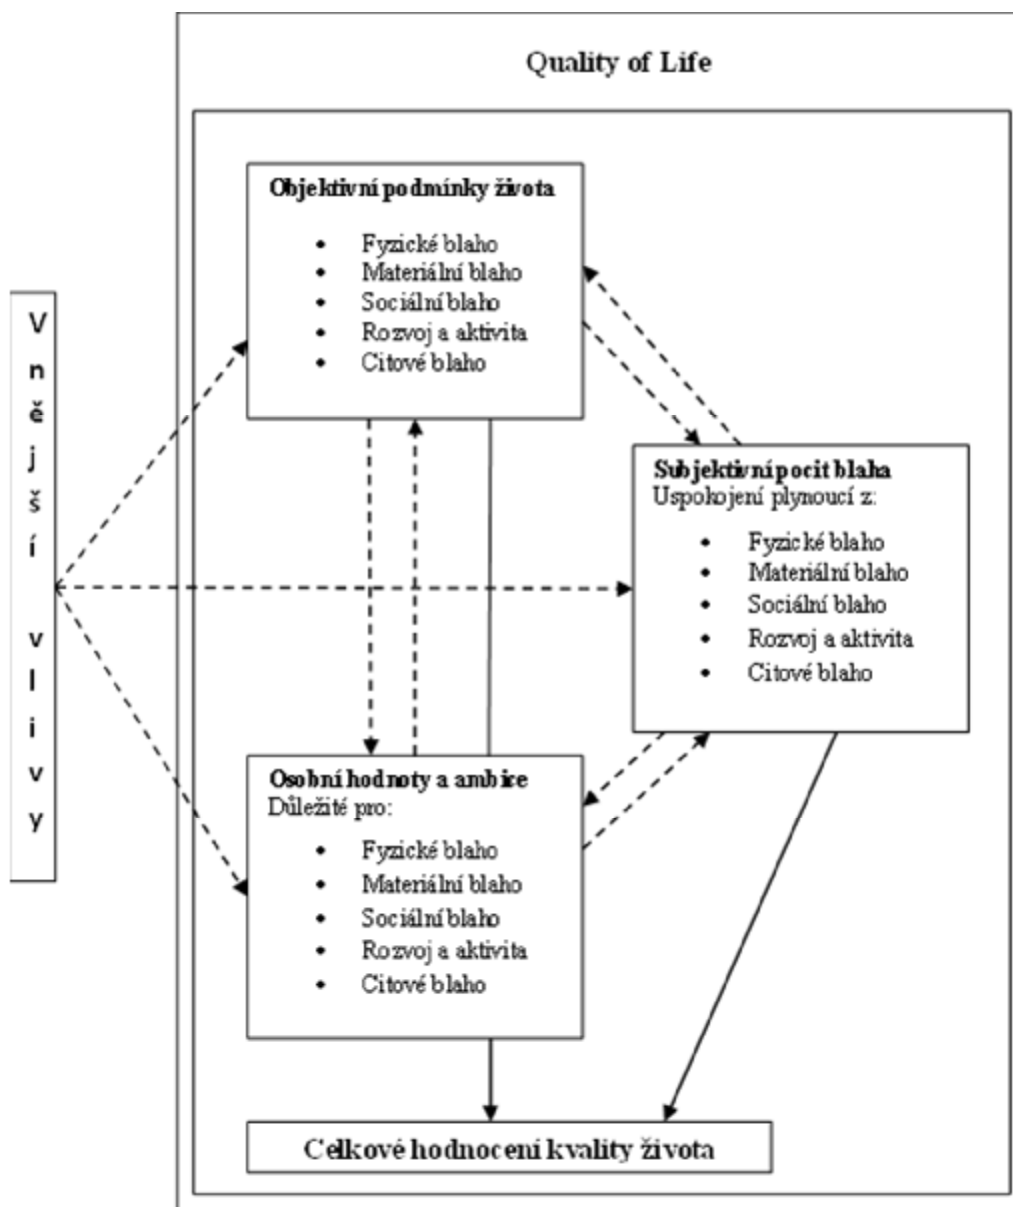 Quality of Life
Objektivní podmínky života
• Fyzické blaho
• Materiální blaho
• Sociální blaho
• Rozvoj a aktivita
• Citové blaho
Vnější vlivy
Subjektivní pocit blaha
Uspokojení plynoucí z:
• Fyzické blaho
• Materiální blaho
• Sociální blaho
• Rozvoj a aktivita
• Citové blaho
Osobní hodnoty a ambice
Důležité pro:
• Fyzické blaho
• Materiální blaho
• Sociální blaho
• Rozvoj a aktivita
• Citové blaho
Celkové hodnocení kvality života